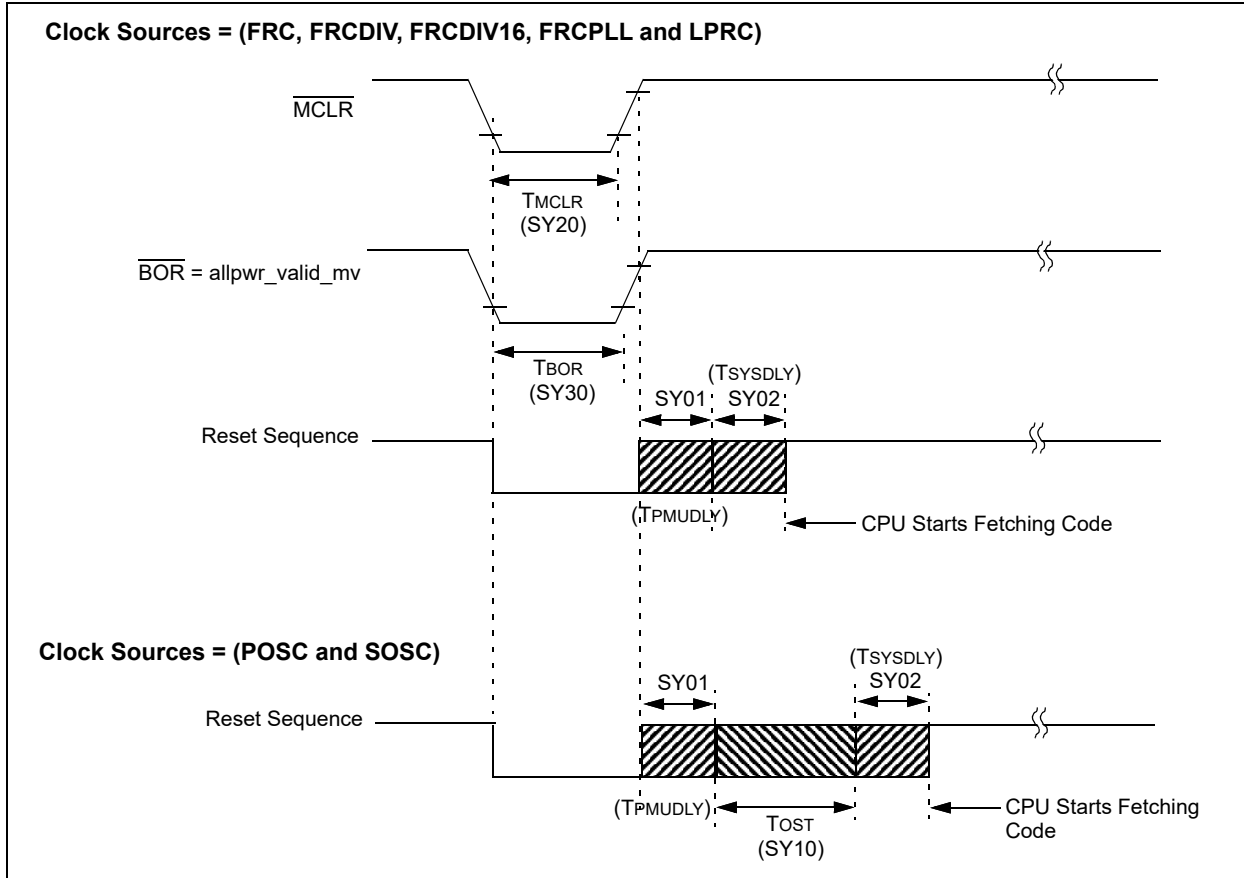 Clock Sources = (FRC, FRCDIV, FRCDIV16, FRCPLL and LPRC)
MCLR
TMCLR
(SY20)
BOR = allpwr_valid_mv
TBOR
(SY30)
(TSYSDLY)
SY01
SY02
Reset Sequence
(TPMUDLY)
CPU Starts Fetching Code
Clock Sources = (POSC and SOSC)
(TSYSDLY)
SY01
SY02
Reset Sequence
(TPMUDLY)
TOST
(SY10)
CPU Starts Fetching
Code